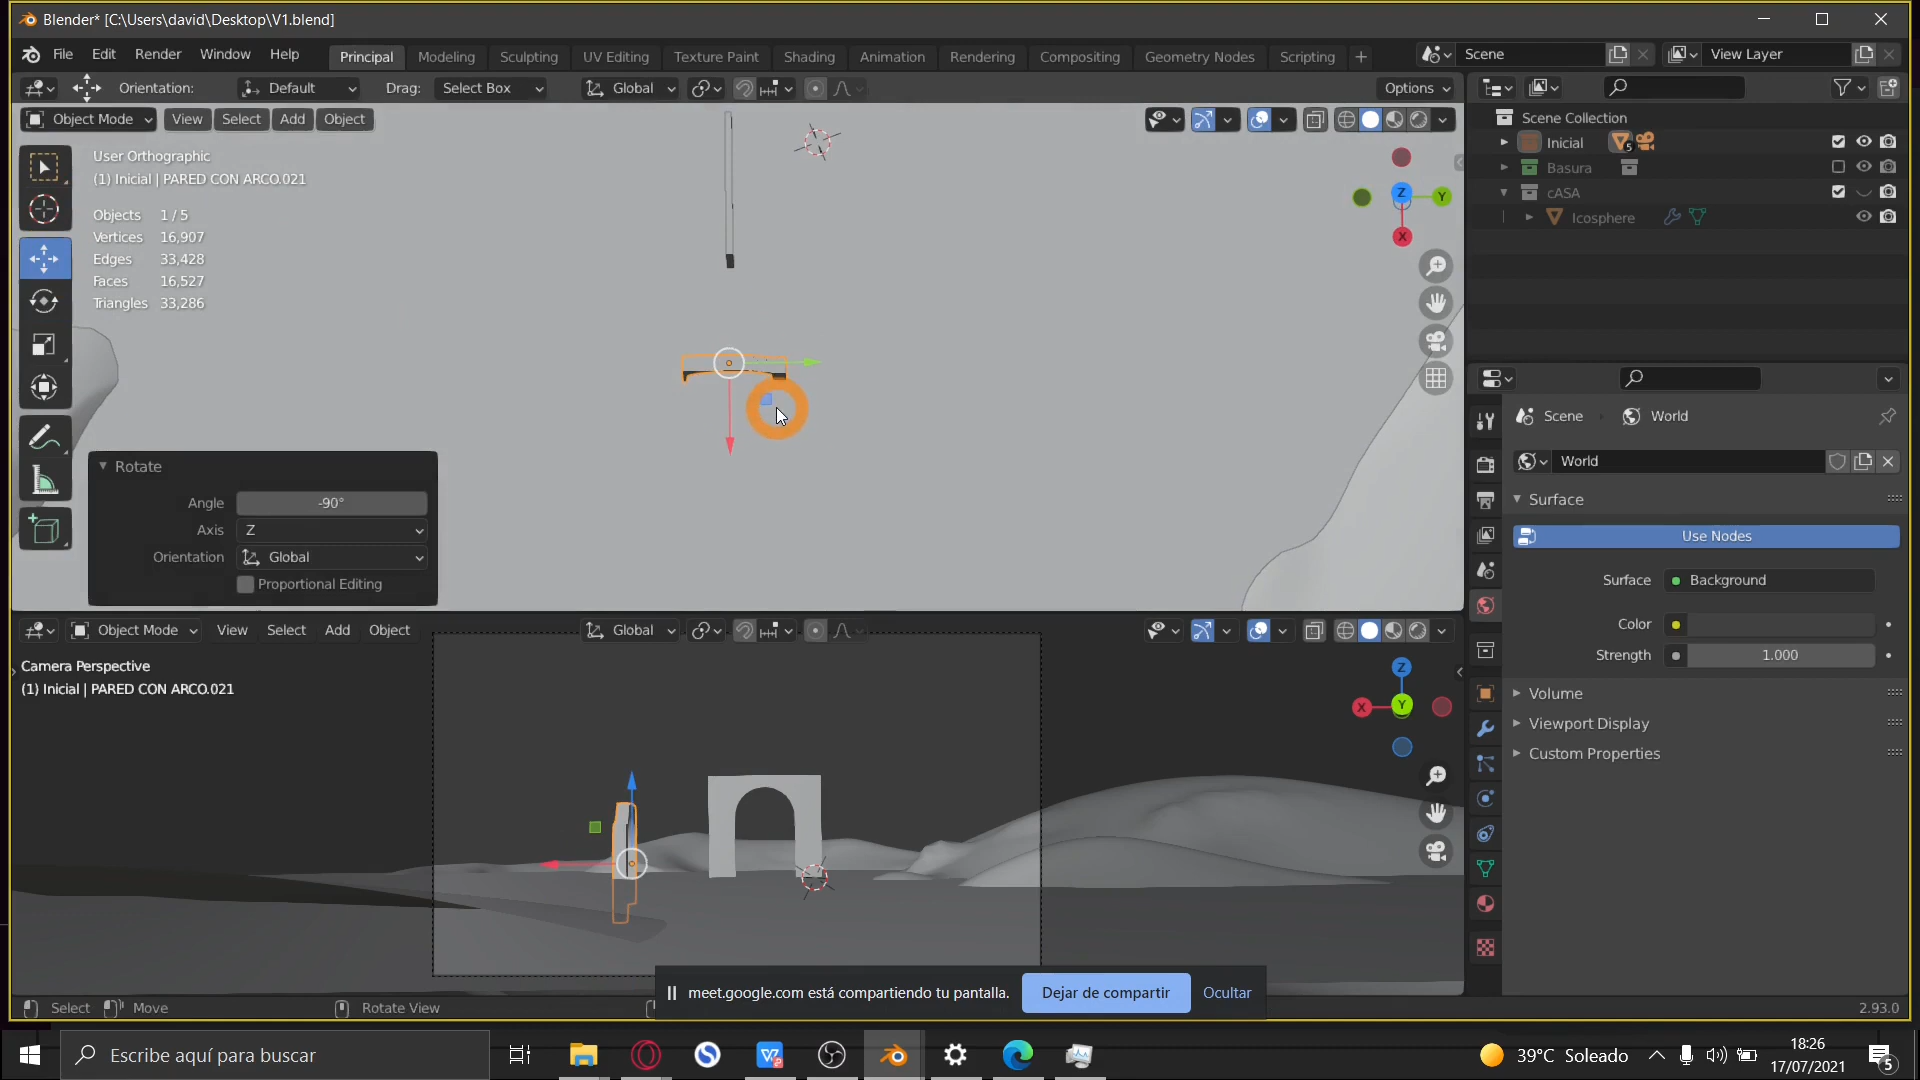 Blender* [C:\Users\david\Desktop\V1.blend]
File Edit Render Window Help Principal Modeling Sculpting UV Editing Texture Paint Shading Animation Rendering Compositing Geometry Nodes Scripting + Scene View Layer
Orientation: Default Drag: Select Box Global Options
Object Mode View Select Add Object
User Orthographic
(1) Inicial | PARED CON ARCO.021
Objects 1/5
Vertices 16,907
Edges 33,428
Faces 16,527
Triangles 33,286
Z
Y
X
Rotate
Angle -90°
Axis Z
Orientation Global
Proportional Editing
Scene Collection
Inicial 5
Basura
cASA
Icosphere
Scene World
World
Surface
Use Nodes
Surface Background
Color
Strength 1.000
Volume
Viewport Display
Custom Properties
Object Mode View Select Add Object Global
Camera Perspective
(1) Inicial | PARED CON ARCO.021
Z
X Y
meet.google.com está compartiendo tu pantalla. Dejar de compartir Ocultar
Select Move Rotate View 2.93.0
Escribe aquí para buscar
39°C Soleado
18:26
17/07/2021
5